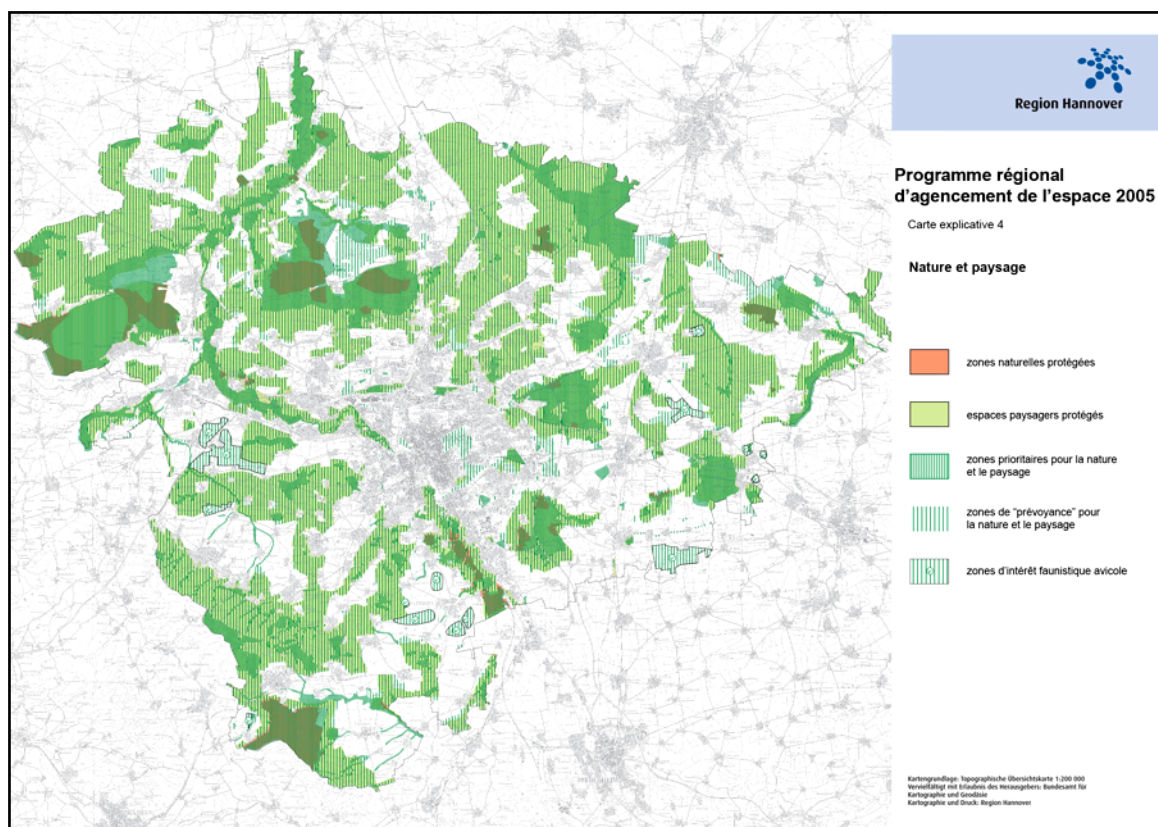 Region Hannover
Programme régional
d'agencement de l'espace 2005
Carte explicative 4
Nature et paysage
zones naturelles protégées
espaces paysagers protégés
zones prioritaires pour la nature
et le paysage
zones de "prévoyance" pour
la nature et le paysage
zones d'intérêt faunistique avicole
Kartengrundlage: Topographische Übersichtskarte 1:200 000
Vervielfältigt mit Erlaubnis des Herausgebers: Bundesamt für
Kartographie und Geodäsie
Kartographie und Druck: Region Hannover